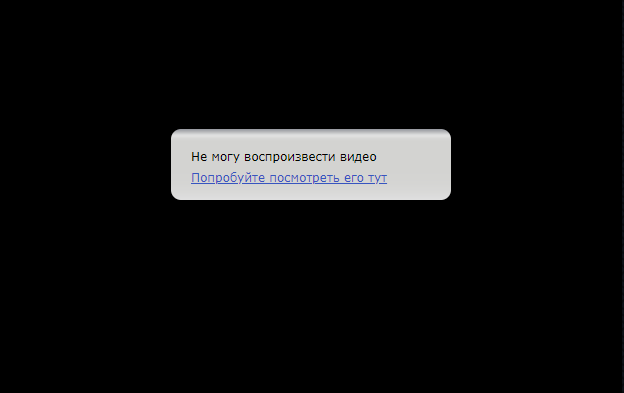 Не могу воспроизвести видео
Попробуйте посмотреть его тут